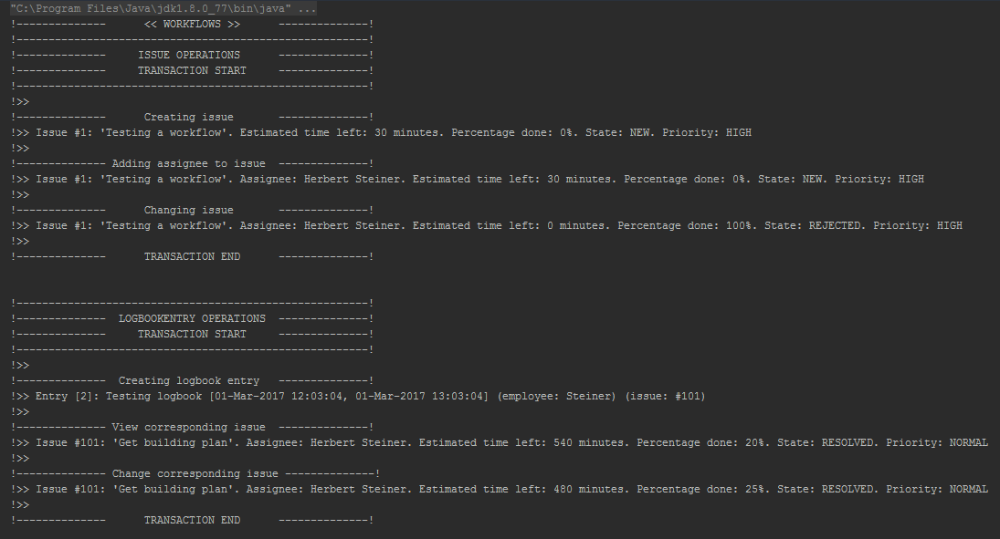 "C:\Program Files\Java\jdk1.8.0_77\bin\java" ...
!--------------      << WORKFLOWS >>      --------------!
!-------------------------------------------------------!
!--------------     ISSUE OPERATIONS      --------------!
!--------------     TRANSACTION START     --------------!
!-------------------------------------------------------!
!>>
!--------------      Creating issue       --------------!
!>> Issue #1: 'Testing a workflow'. Estimated time left: 30 minutes. Percentage done: 0%. State: NEW. Priority: HIGH
!>>
!-------------- Adding assignee to issue  --------------!
!>> Issue #1: 'Testing a workflow'. Assignee: Herbert Steiner. Estimated time left: 30 minutes. Percentage done: 0%. State: NEW. Priority: HIGH
!>>
!--------------      Changing issue       --------------!
!>> Issue #1: 'Testing a workflow'. Assignee: Herbert Steiner. Estimated time left: 0 minutes. Percentage done: 100%. State: REJECTED. Priority: HIGH
!>>
!--------------      TRANSACTION END      --------------!
!-------------------------------------------------------!
!--------------  LOGBOOKENTRY OPERATIONS  --------------!
!--------------     TRANSACTION START     --------------!
!-------------------------------------------------------!
!>>
!--------------  Creating logbook entry   --------------!
!>> Entry [2]: Testing logbook [01-Mar-2017 12:03:04, 01-Mar-2017 13:03:04] (employee: Steiner) (issue: #101)
!>>
!-------------- View corresponding issue  --------------!
!>> Issue #101: 'Get building plan'. Assignee: Herbert Steiner. Estimated time left: 540 minutes. Percentage done: 20%. State: RESOLVED. Priority: NORMAL
!>>
!-------------- Change corresponding issue --------------!
!>> Issue #101: 'Get building plan'. Assignee: Herbert Steiner. Estimated time left: 480 minutes. Percentage done: 25%. State: RESOLVED. Priority: NORMAL
!>>
!--------------      TRANSACTION END      --------------!